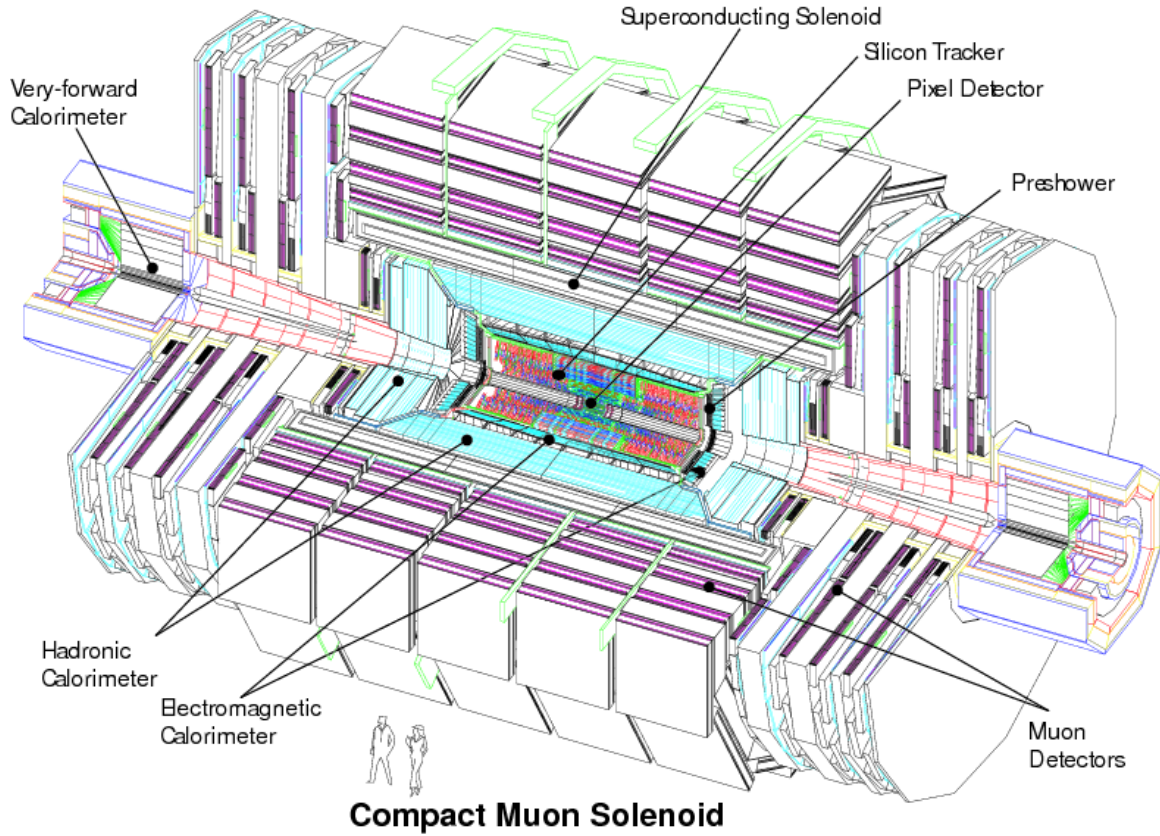 Superconducting Solenoid
Silicon Tracker
Pixel Detector
Very-forward
Calorimeter
Preshower
Hadronic
Calorimeter
Electromagnetic
Calorimeter
Muon
Detectors
Compact Muon Solenoid